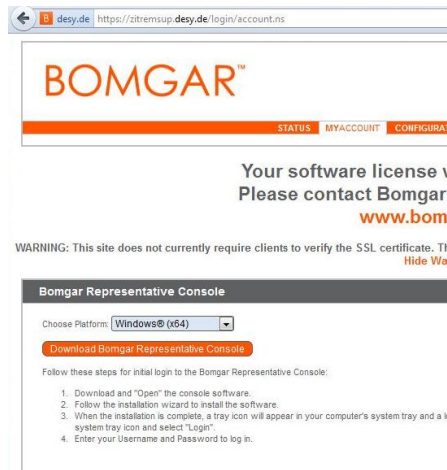 desy.de https://zitremsup.desy.de/login/account.ns
BOMGAR™
STATUS MYACCOUNT CONFIGURAT
Your software license
Please contact Bomgar
www.bom
WARNING: This site does not currently require clients to verify the SSL certificate. Th
Hide Wa
Bomgar Representative Console
Choose Platform: Windows® (x64)
Download Bomgar Representative Console
Follow these steps for initial login to the Bomgar Representative Console:
1. Download and "Open" the console software.
2. Follow the installation wizard to install the software.
3. When the installation is complete, a tray icon will appear in your computer's system tray and a
system tray icon and select "Login".
4. Enter your Username and Password to log in.